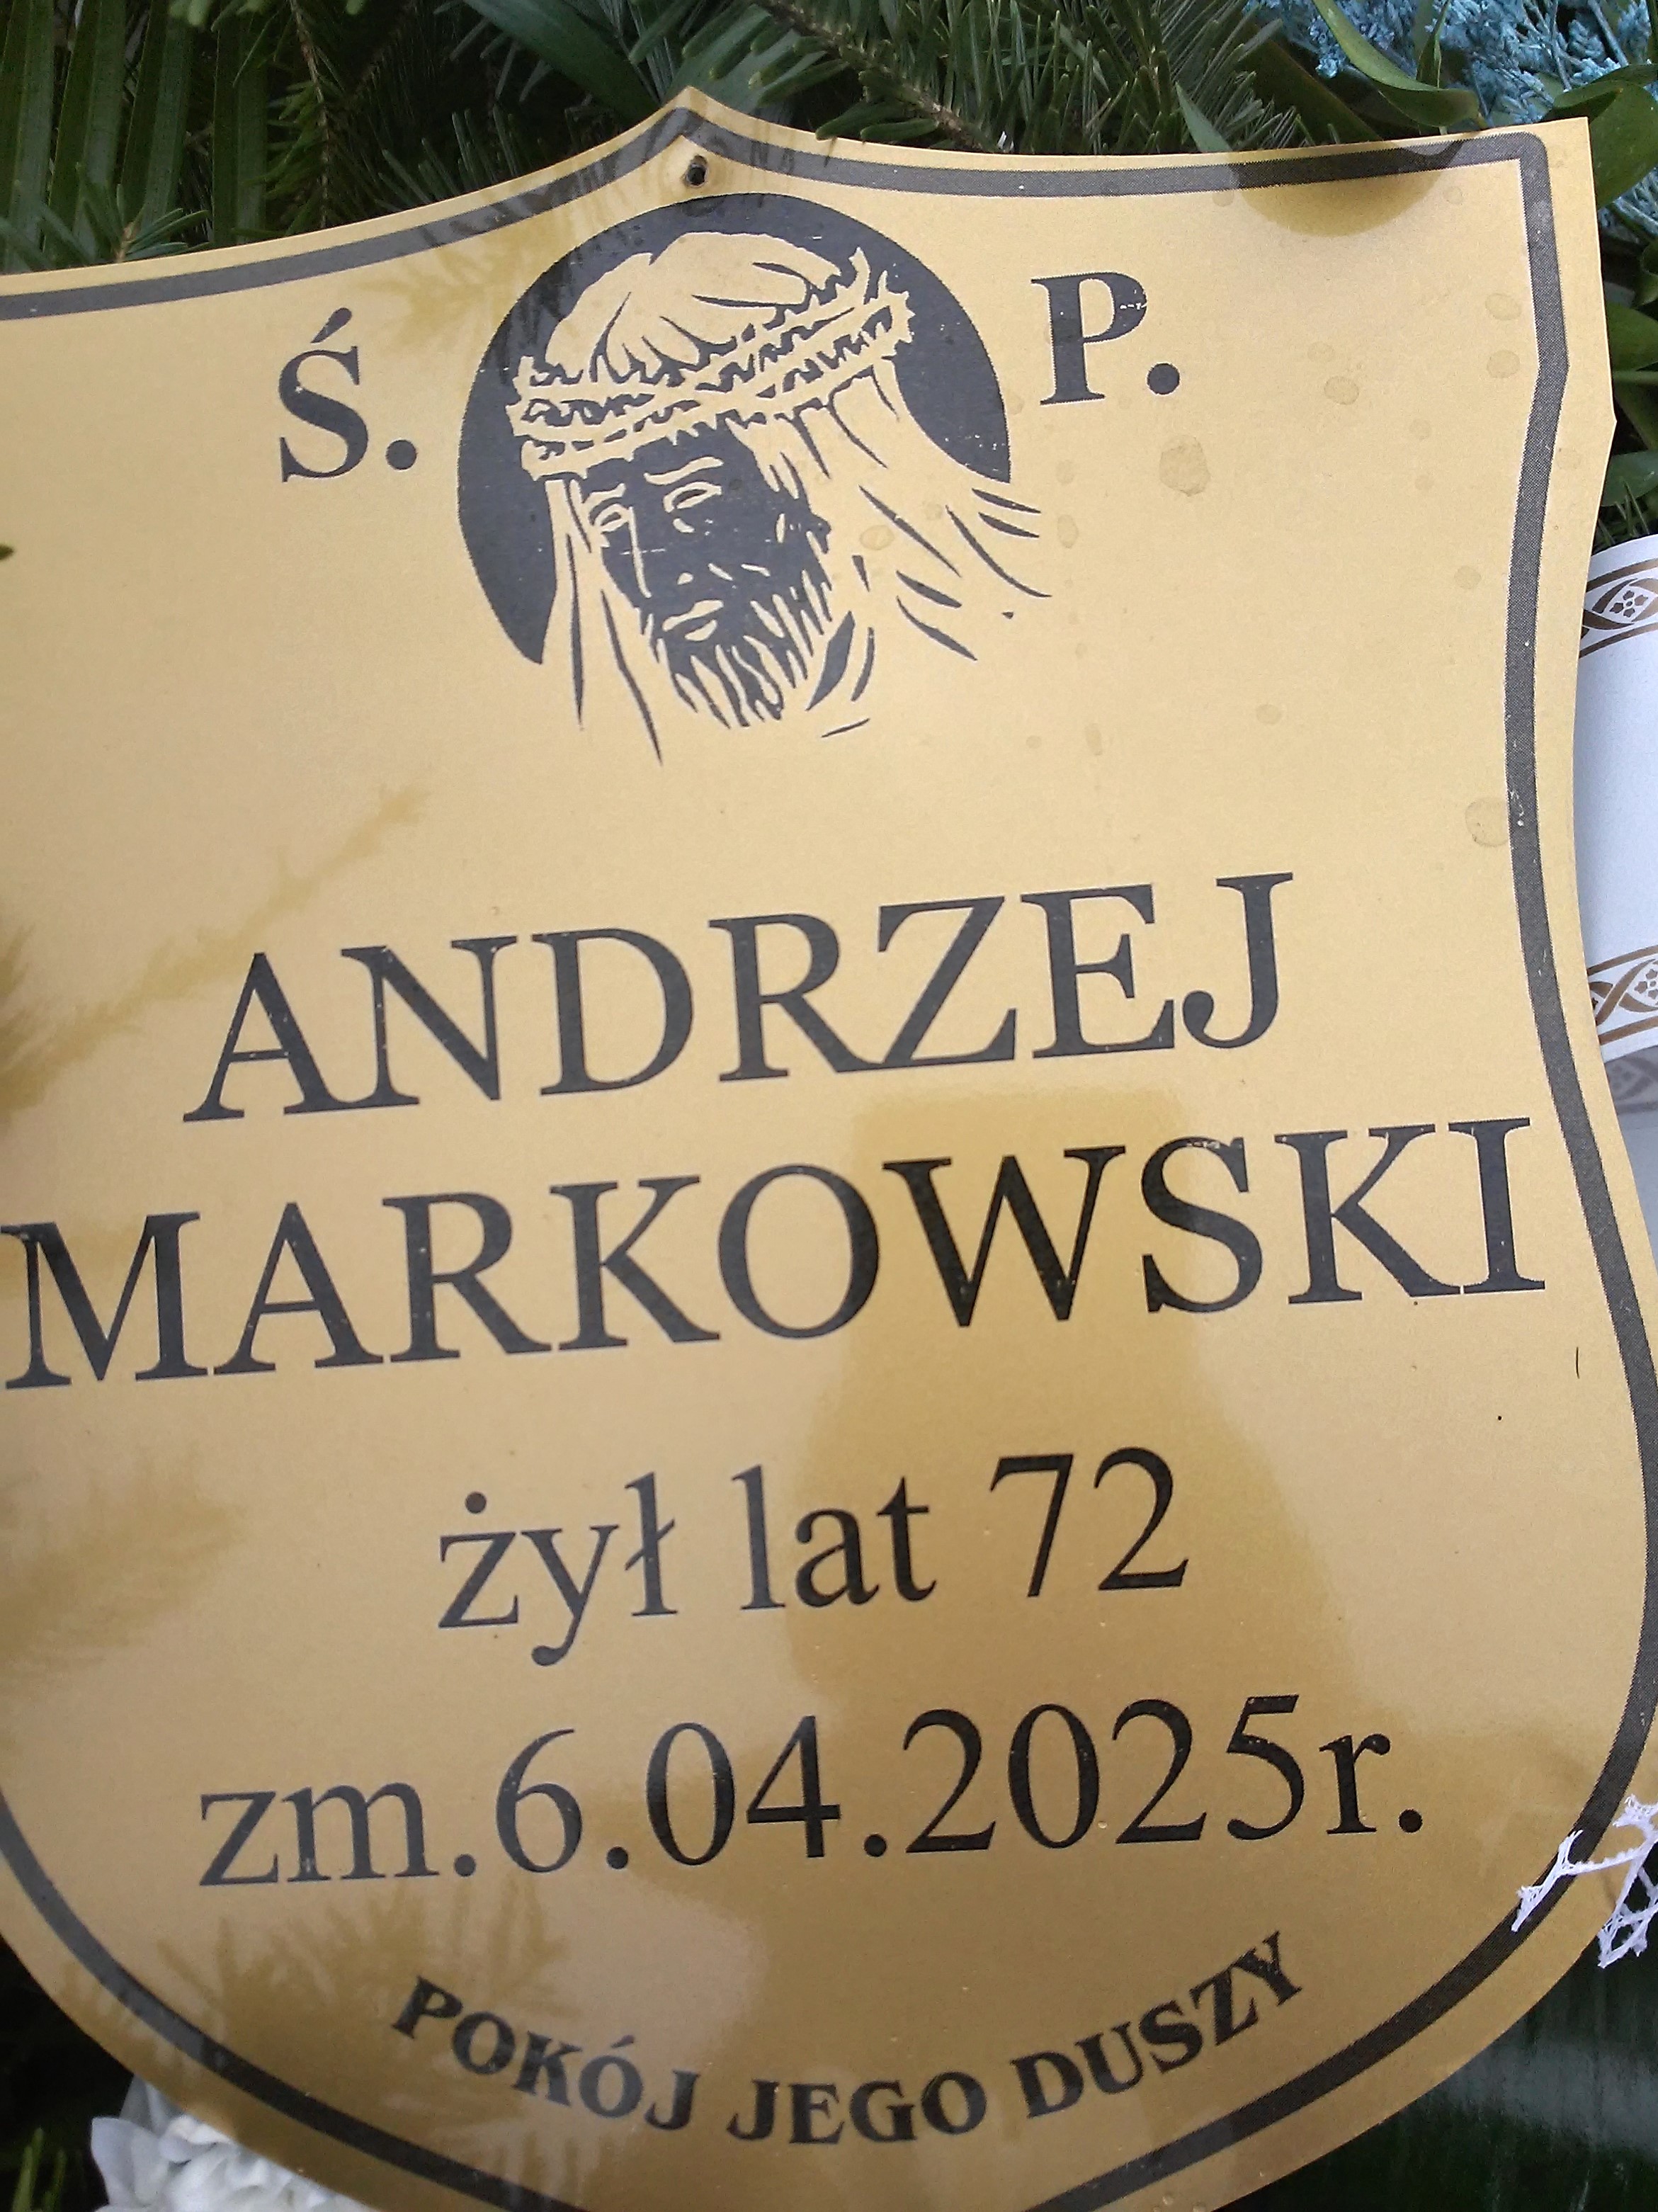 Ś. P.
ANDRZEJ
MARKOWSKI
żył lat 72
zm.6.04.2025r.
POKÓJ JEGO DUSZY